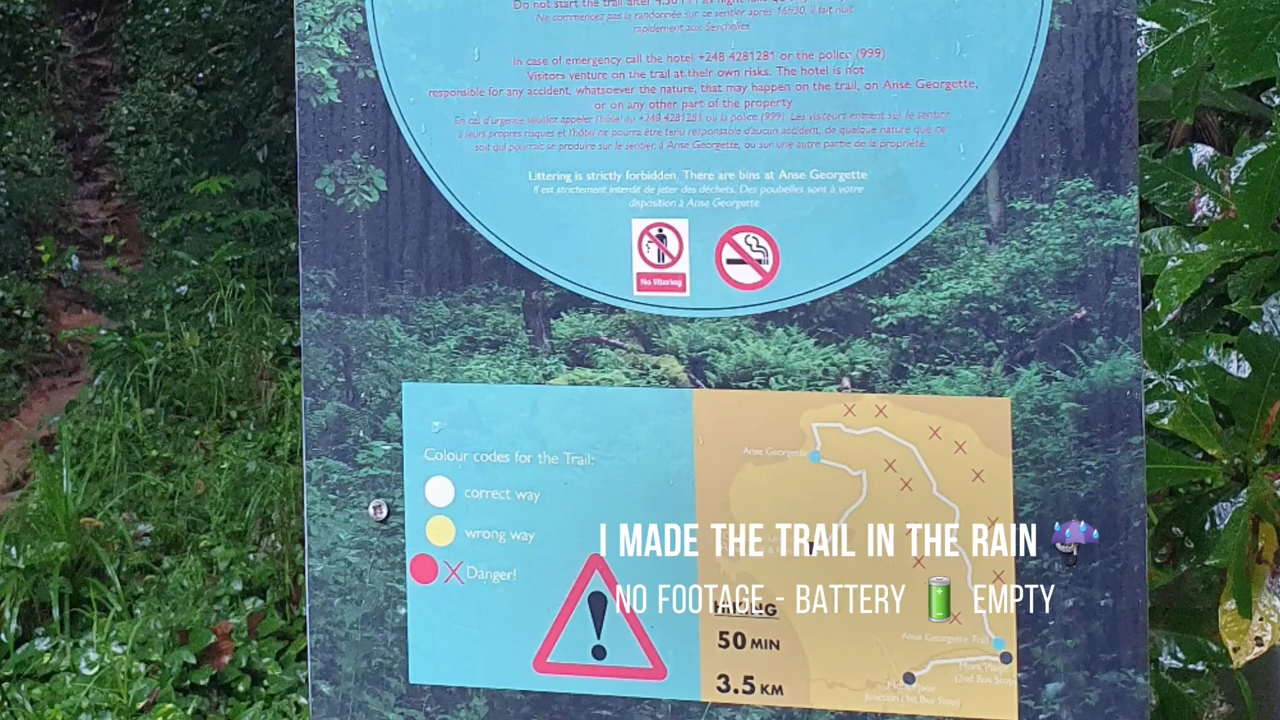 Do not start the trail after 4.30 PM as night falls
Ne commencez pas la randonnée sur ce sentier après 16h30, il fait nuit
rapidement aux Seychelles
In case of emergency call the hotel +248 4281281 or the police (999)
Visitors venture on the trail at their own risks. The hotel is not
responsible for any accident, whatsoever the nature, that may happen on the trail, on Anse Georgette,
or on any other part of the property
En cas d'urgence veuillez appeler l'hôtel au +248 4281281 ou la police (999). Les visiteurs entrent sur le sentier
à leurs propres risques et l'hôtel ne pourra être tenu responsable d'aucun accident, de quelque nature que ce
soit qui pourrait se produire sur le sentier, à Anse Georgette, ou sur une autre partie de la propriété.
Littering is strictly forbidden. There are bins at Anse Georgette
Il est strictement interdit de jeter des déchets. Des poubelles sont à votre
disposition à Anse Georgette
No littering
Colour codes for the Trail:
correct way
wrong way
X Danger!
Anse Georgette
I MADE THE TRAIL IN THE RAIN ☔
NO FOOTAGE - BATTERY 🔋 EMPTY
HIKING
50 MIN
3.5 KM
Anse Georgette Trail
(2nd Bus Stop)
Junction (1st Bus Stop)